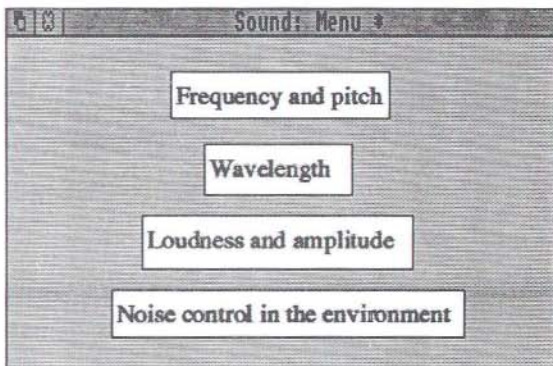 Sound: Menu *
Frequency and pitch
Wavelength
Loudness and amplitude
Noise control in the environment